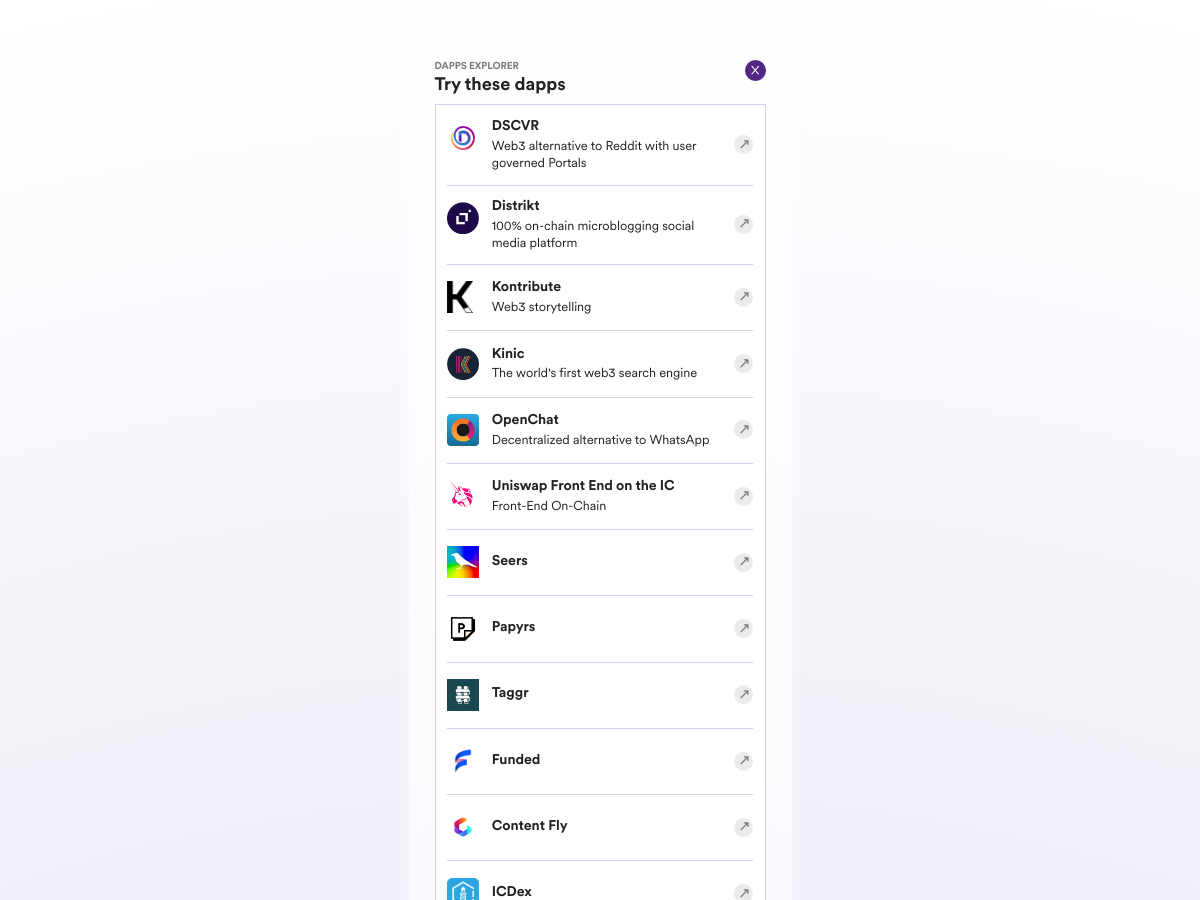 DAPPS EXPLORER
Try these dapps
X
DSCVR
Web3 alternative to Reddit with user
governed Portals
Distrikt
100% on-chain microblogging social
media platform
Kontribute
Web3 storytelling
Kinic
The world's first web3 search engine
OpenChat
Decentralized alternative to WhatsApp
Uniswap Front End on the IC
Front-End On-Chain
Seers
Papyrs
Taggr
Funded
Content Fly
ICDex